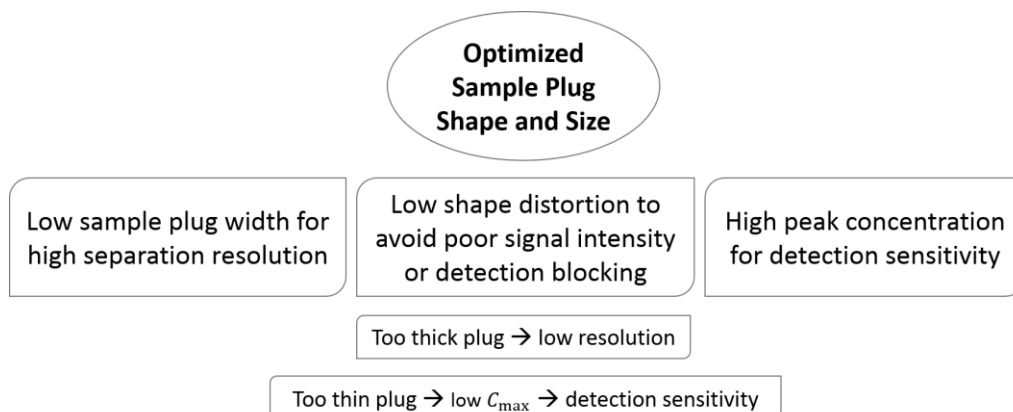 Optimized
Sample Plug
Shape and Size
Low sample plug width for
high separation resolution
Low shape distortion to
avoid poor signal intensity
or detection blocking
High peak concentration
for detection sensitivity
Too thick plug → low resolution
Too thin plug → low C_max → detection sensitivity